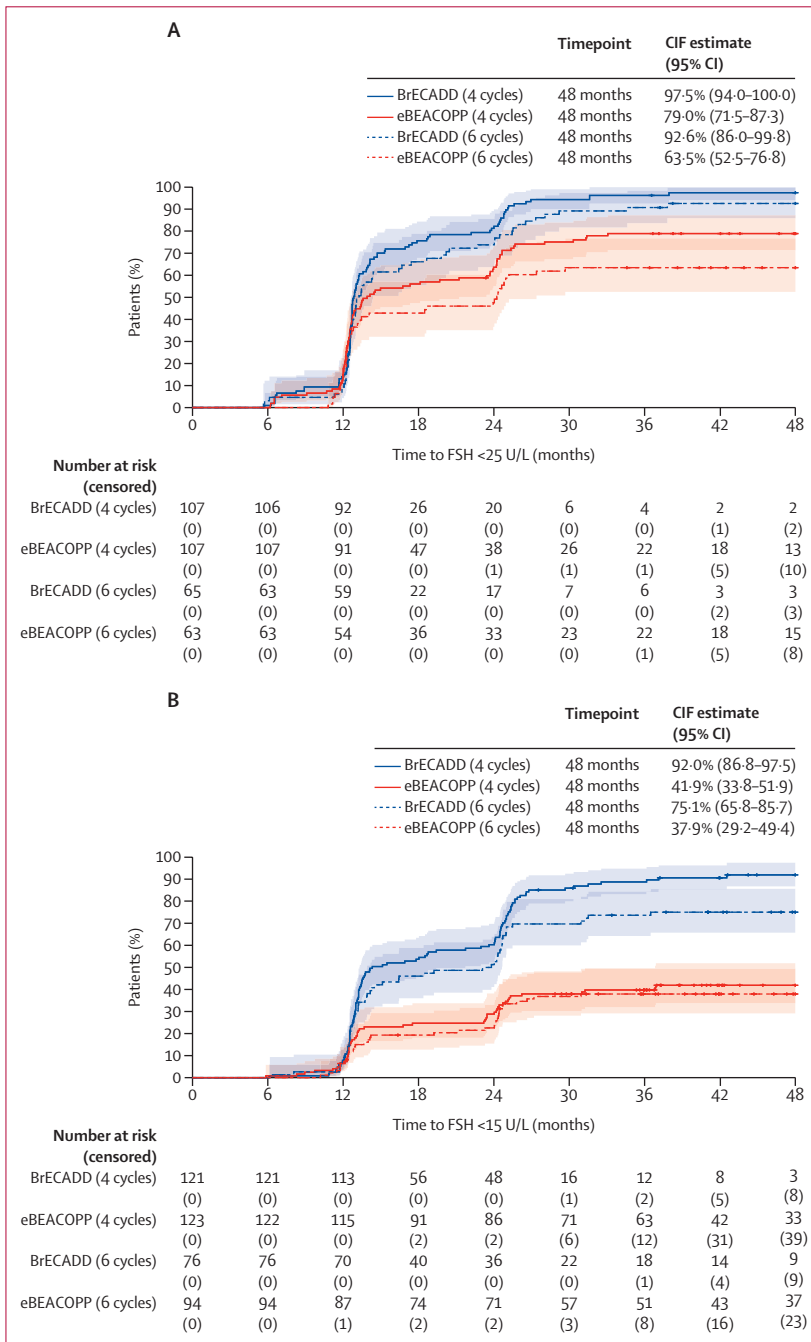 A
Timepoint CIF estimate
(95% CI)
BrECADD (4 cycles) 48 months 97·5% (94·0–100·0)
eBEACOPP (4 cycles) 48 months 79·0% (71·5–87·3)
BrECADD (6 cycles) 48 months 92·6% (86·0–99·8)
eBEACOPP (6 cycles) 48 months 63·5% (52·5–76·8)
100
90
80
70
60
50
40
30
20
10
0
Patients (%)
0 6 12 18 24 30 36 42 48
Time to FSH <25 U/L (months)
Number at risk
(censored)
BrECADD (4 cycles) 107 106 92 26 20 6 4 2 2
(0) (0) (0) (0) (0) (0) (0) (1) (2)
eBEACOPP (4 cycles) 107 107 91 47 38 26 22 18 13
(0) (0) (0) (0) (1) (1) (1) (5) (10)
BrECADD (6 cycles) 65 63 59 22 17 7 6 3 3
(0) (0) (0) (0) (0) (0) (0) (2) (3)
eBEACOPP (6 cycles) 63 63 54 36 33 23 22 18 15
(0) (0) (0) (0) (0) (0) (1) (5) (8)
B
Timepoint CIF estimate
(95% CI)
BrECADD (4 cycles) 48 months 92·0% (86·8–97·5)
eBEACOPP (4 cycles) 48 months 41·9% (33·8–51·9)
BrECADD (6 cycles) 48 months 75·1% (65·8–85·7)
eBEACOPP (6 cycles) 48 months 37·9% (29·2–49·4)
100
90
80
70
60
50
40
30
20
10
0
Patients (%)
0 6 12 18 24 30 36 42 48
Time to FSH <15 U/L (months)
Number at risk
(censored)
BrECADD (4 cycles) 121 121 113 56 48 16 12 8 3
(0) (0) (0) (0) (0) (1) (2) (5) (8)
eBEACOPP (4 cycles) 123 122 115 91 86 71 63 42 33
(0) (0) (0) (2) (2) (6) (12) (31) (39)
BrECADD (6 cycles) 76 76 70 40 36 22 18 14 9
(0) (0) (0) (0) (0) (0) (1) (4) (9)
eBEACOPP (6 cycles) 94 94 87 74 71 57 51 43 37
(0) (0) (1) (2) (2) (3) (8) (16) (23)